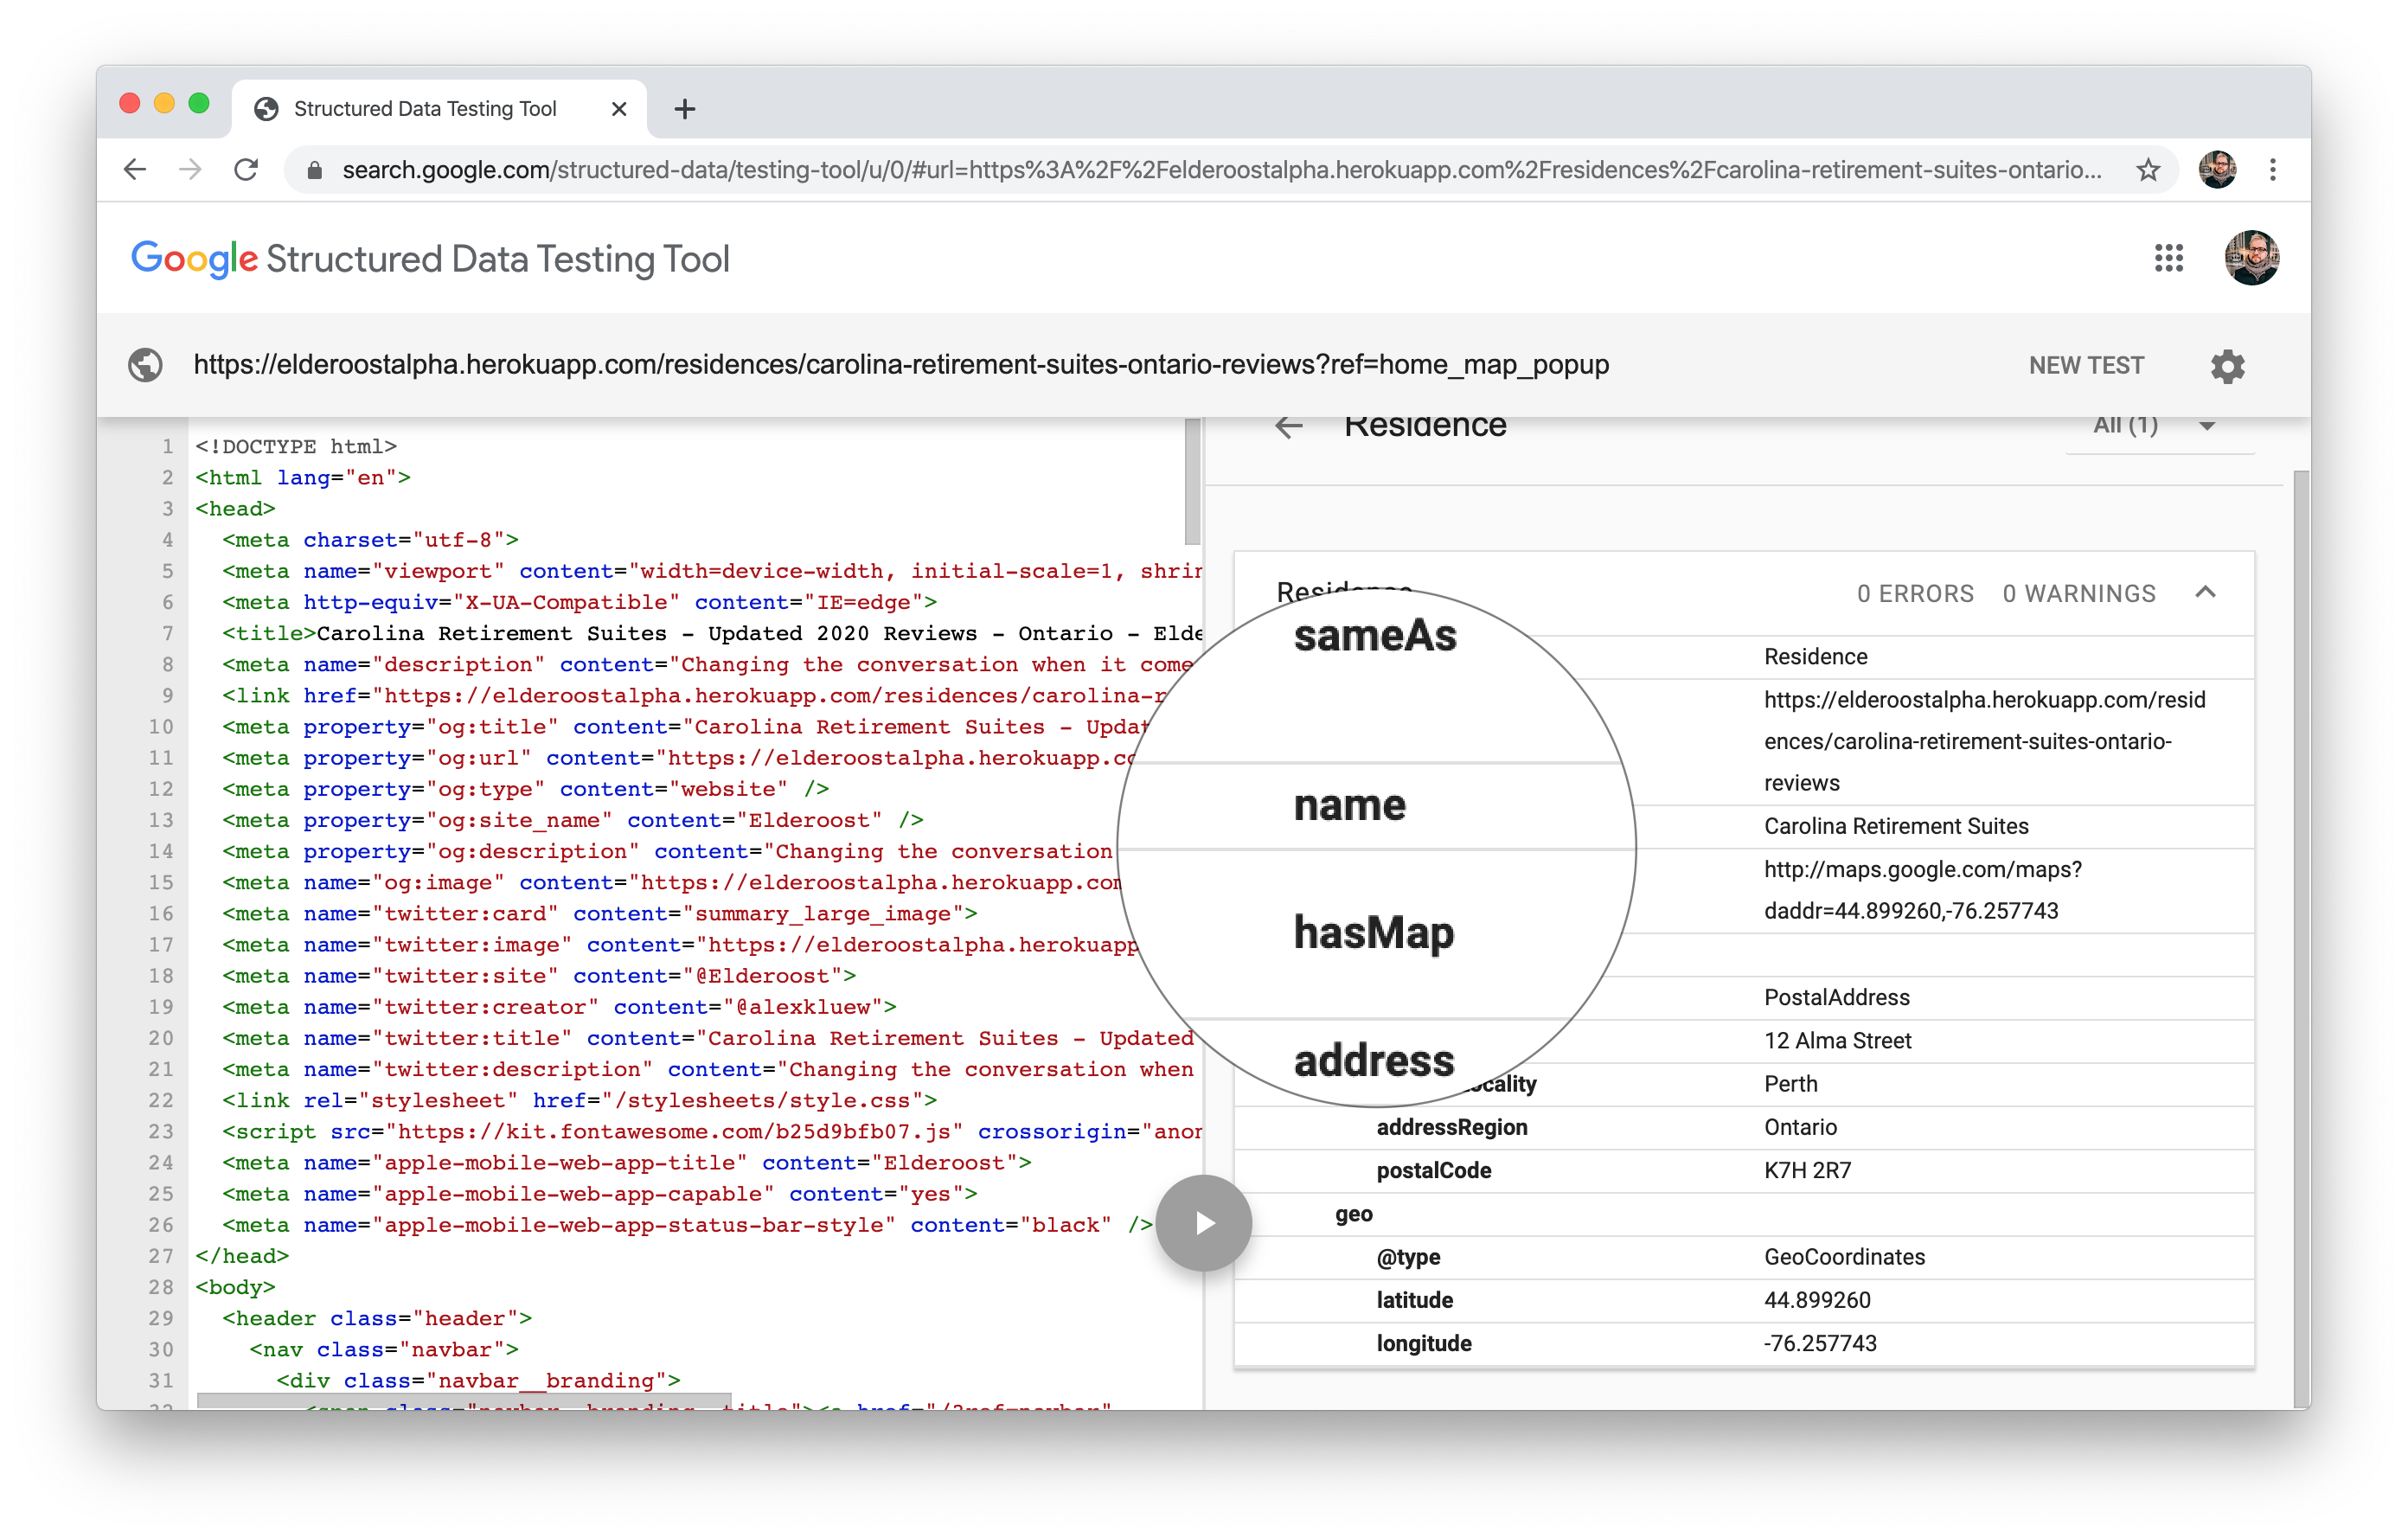 Structured Data Testing Tool
search.google.com/structured-data/testing-tool/u/0/#url=https%3A%2F%2Felderoostalpha.herokuapp.com%2Fresidences%2Fcarolina-retirement-suites-ontario...
Google Structured Data Testing Tool
https://elderoostalpha.herokuapp.com/residences/carolina-retirement-suites-ontario-reviews?ref=home_map_popup
NEW TEST
1 <!DOCTYPE html>
2 <html lang="en">
3 <head>
4 <meta charset="utf-8">
5 <meta name="viewport" content="width=device-width, initial-scale=1, shrin
6 <meta http-equiv="X-UA-Compatible" content="IE=edge">
7 <title>Carolina Retirement Suites - Updated 2020 Reviews - Ontario - Elde
8 <meta name="description" content="Changing the conversation when it come
9 <link href="https://elderoostalpha.herokuapp.com/residences/carolina-r
10 <meta property="og:title" content="Carolina Retirement Suites - Updat
11 <meta property="og:url" content="https://elderoostalpha.herokuapp.co
12 <meta property="og:type" content="website" />
13 <meta property="og:site_name" content="Elderoost" />
14 <meta property="og:description" content="Changing the conversation
15 <meta name="og:image" content="https://elderoostalpha.herokuapp.com
16 <meta name="twitter:card" content="summary_large_image">
17 <meta name="twitter:image" content="https://elderoostalpha.herokuapp
18 <meta name="twitter:site" content="@Elderoost">
19 <meta name="twitter:creator" content="@alexkluew">
20 <meta name="twitter:title" content="Carolina Retirement Suites - Updated
21 <meta name="twitter:description" content="Changing the conversation when
22 <link rel="stylesheet" href="/stylesheets/style.css">
23 <script src="https://kit.fontawesome.com/b25d9bfb07.js" crossorigin="anon
24 <meta name="apple-mobile-web-app-title" content="Elderoost">
25 <meta name="apple-mobile-web-app-capable" content="yes">
26 <meta name="apple-mobile-web-app-status-bar-style" content="black" />
27 </head>
28 <body>
29 <header class="header">
30 <nav class="navbar">
31 <div class="navbar__branding">
Residence
All (1)
Residence 0 ERRORS 0 WARNINGS
Residence
sameAs https://elderoostalpha.herokuapp.com/resid
ences/carolina-retirement-suites-ontario-
reviews
name Carolina Retirement Suites
hasMap http://maps.google.com/maps?
daddr=44.899260,-76.257743
address
PostalAddress
12 Alma Street
ocality Perth
addressRegion Ontario
postalCode K7H 2R7
geo
@type GeoCoordinates
latitude 44.899260
longitude -76.257743